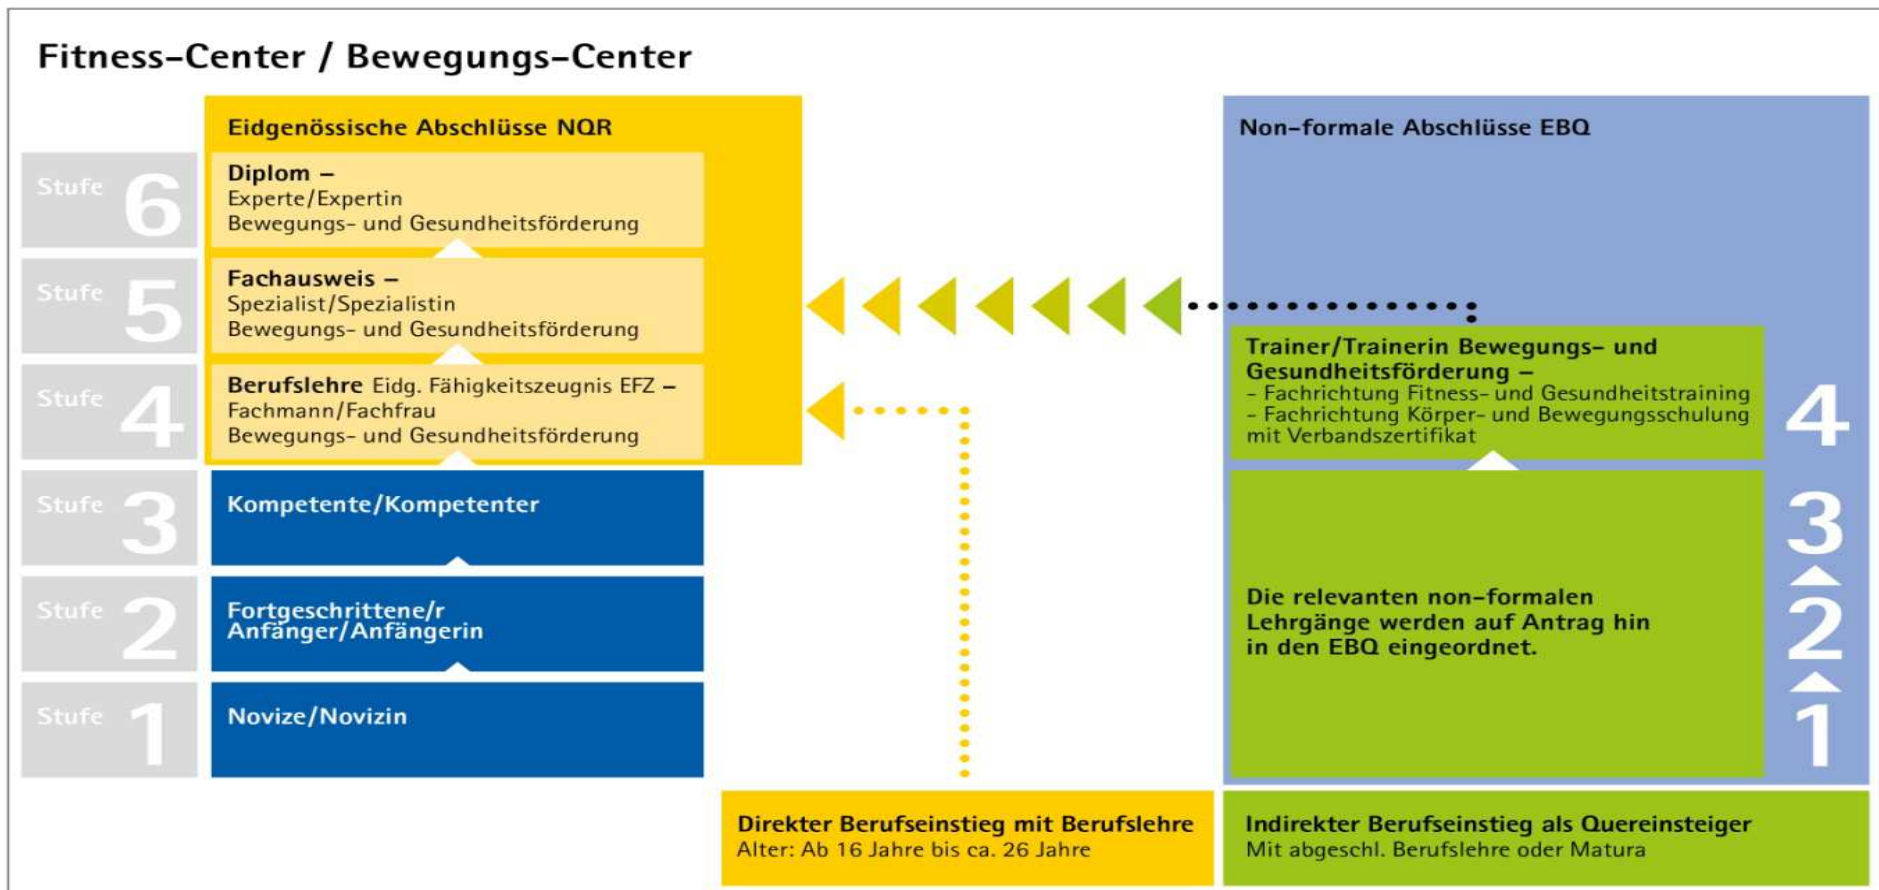 Fitness-Center / Bewegungs-Center
Eidgenössische Abschlüsse NQR
Stufe 6
Diplom –
Experte/Expertin
Bewegungs- und Gesundheitsförderung
Stufe 5
Fachausweis –
Spezialist/Spezialistin
Bewegungs- und Gesundheitsförderung
Stufe 4
Berufslehre Eidg. Fähigkeitszeugnis EFZ –
Fachmann/Fachfrau
Bewegungs- und Gesundheitsförderung
Stufe 3
Kompetente/Kompetenter
Stufe 2
Fortgeschrittene/r
Anfänger/Anfängerin
Stufe 1
Novize/Novizin
Direkter Berufseinstieg mit Berufslehre
Alter: Ab 16 Jahre bis ca. 26 Jahre
Non-formale Abschlüsse EBQ
Trainer/Trainerin Bewegungs- und
Gesundheitsförderung –
- Fachrichtung Fitness- und Gesundheitstraining
- Fachrichtung Körper- und Bewegungsschulung
mit Verbandszertifikat
4
3
Die relevanten non-formalen
Lehrgänge werden auf Antrag hin
in den EBQ eingeordnet.
2
1
Indirekter Berufseinstieg als Quereinsteiger
Mit abgeschl. Berufslehre oder Matura